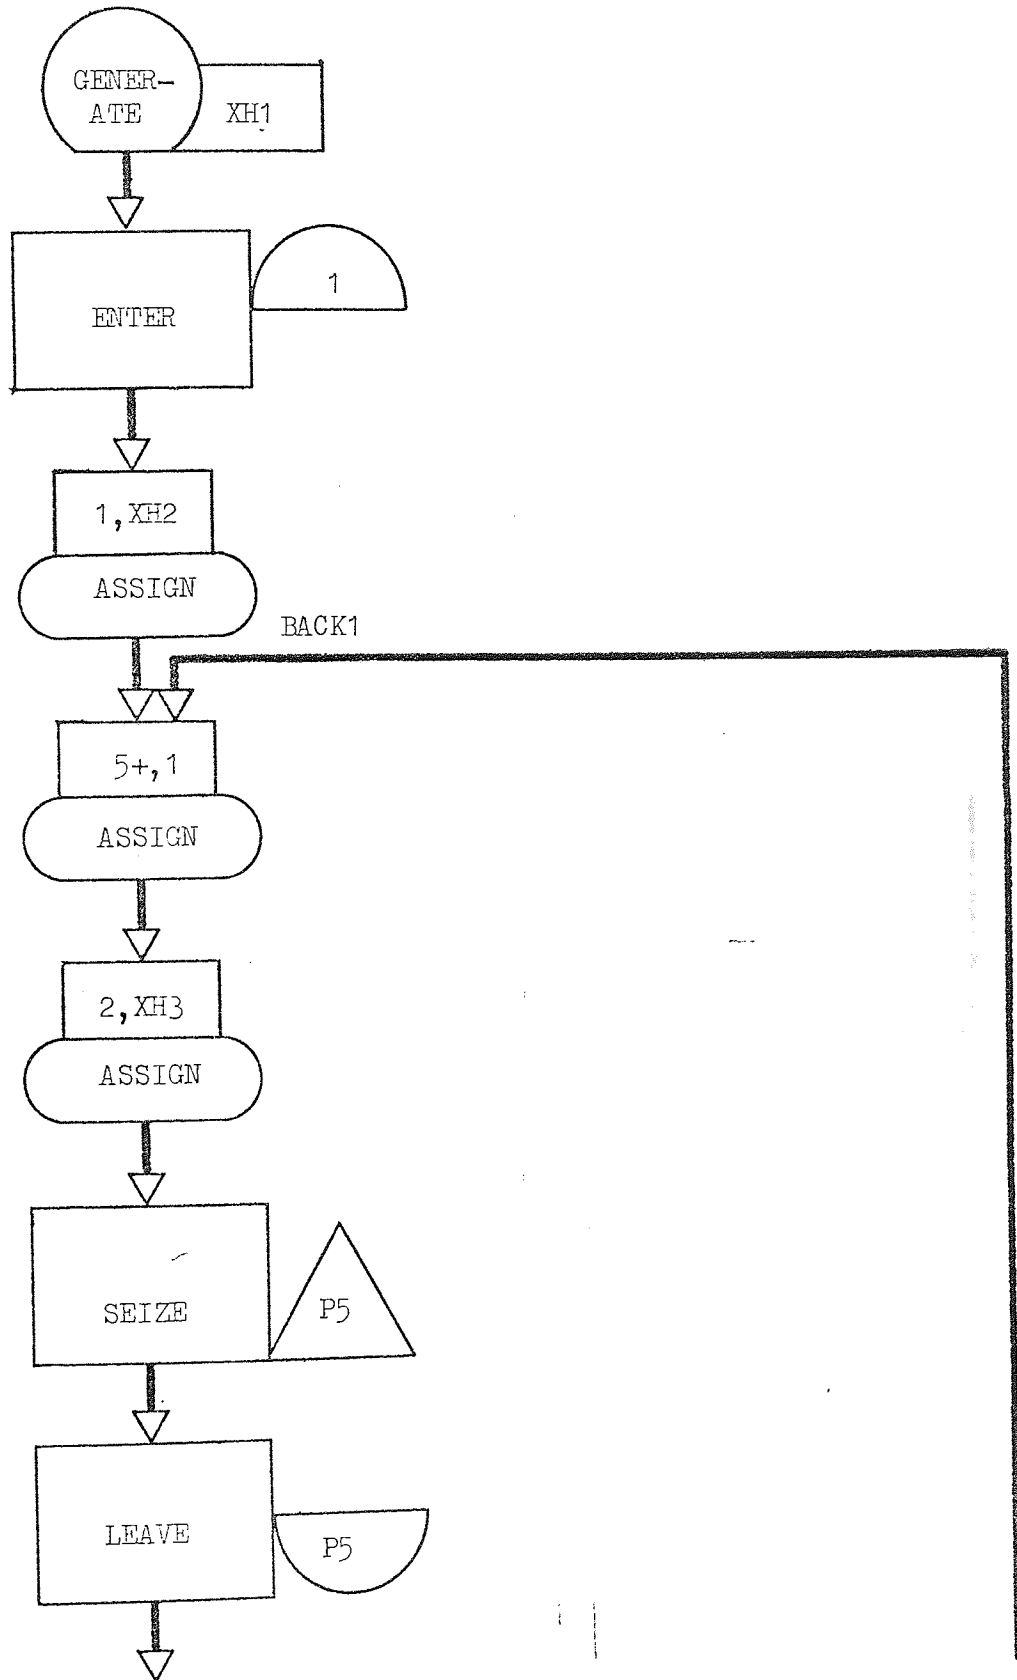 GENER-
ATE
XH1
1
ENTER
1,XH2
ASSIGN
BACK1
5+,1
ASSIGN
2,XH3
ASSIGN
SEIZE
P5
LEAVE
P5